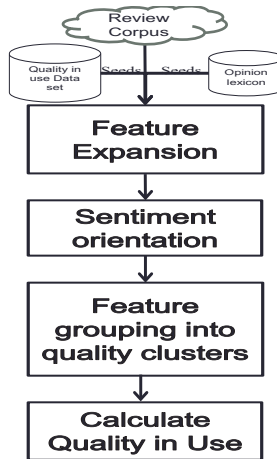 Review
Corpus
Quality in
use Data
set
Seeds
Seeds
Opinion
lexicon
Feature
Expansion
Sentiment
orientation
Feature
grouping into
quality clusters
Calculate
Quality in Use